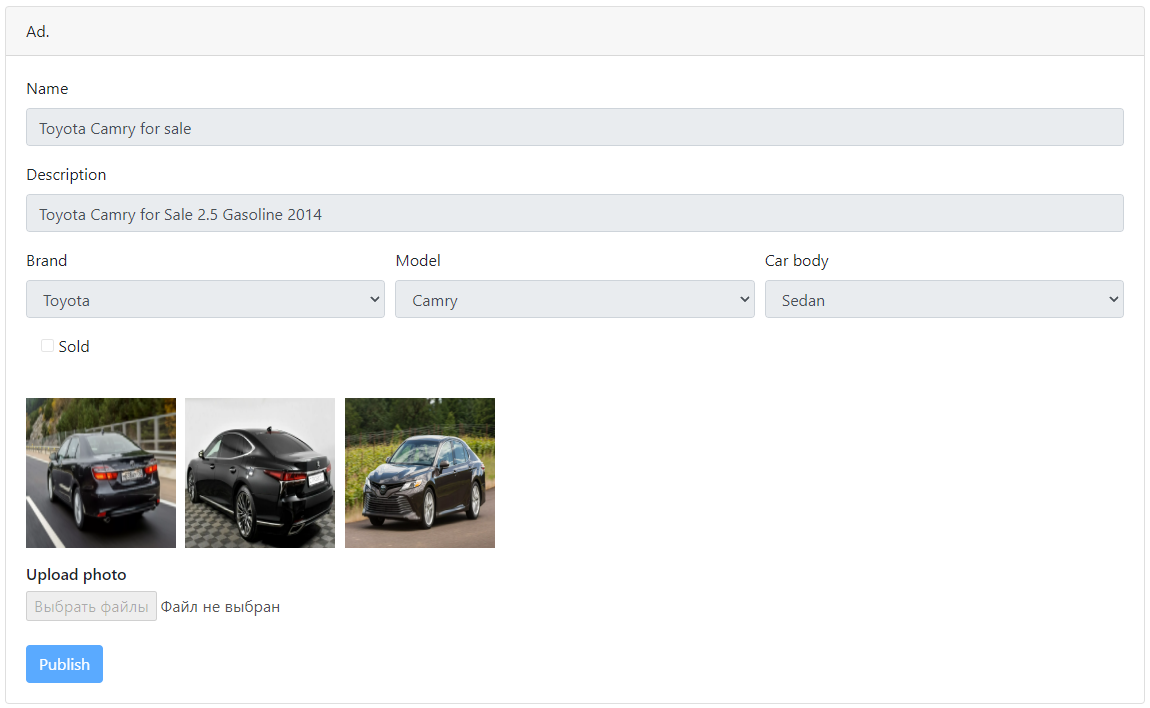 Ad.
Name
Toyota Camry for sale
Description
Toyota Camry for Sale 2.5 Gasoline 2014
Brand Model Car body
Toyota Camry Sedan
Sold
Upload photo
Выбрать файлы Файл не выбран
Publish